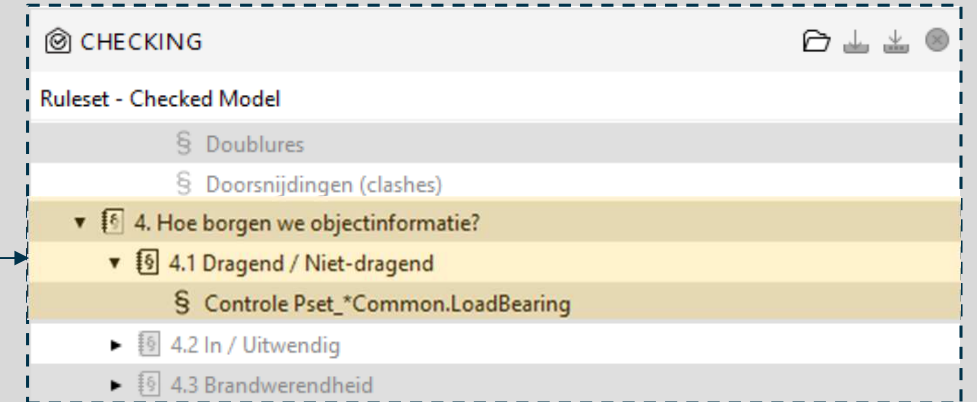 CHECKING
Ruleset - Checked Model
§ Doublures
§ Doorsnijdingen (clashes)
4. Hoe borgen we objectinformatie?
4.1 Dragend / Niet-dragend
§ Controle Pset_*Common.LoadBearing
4.2 In / Uitwendig
4.3 Brandwerendheid